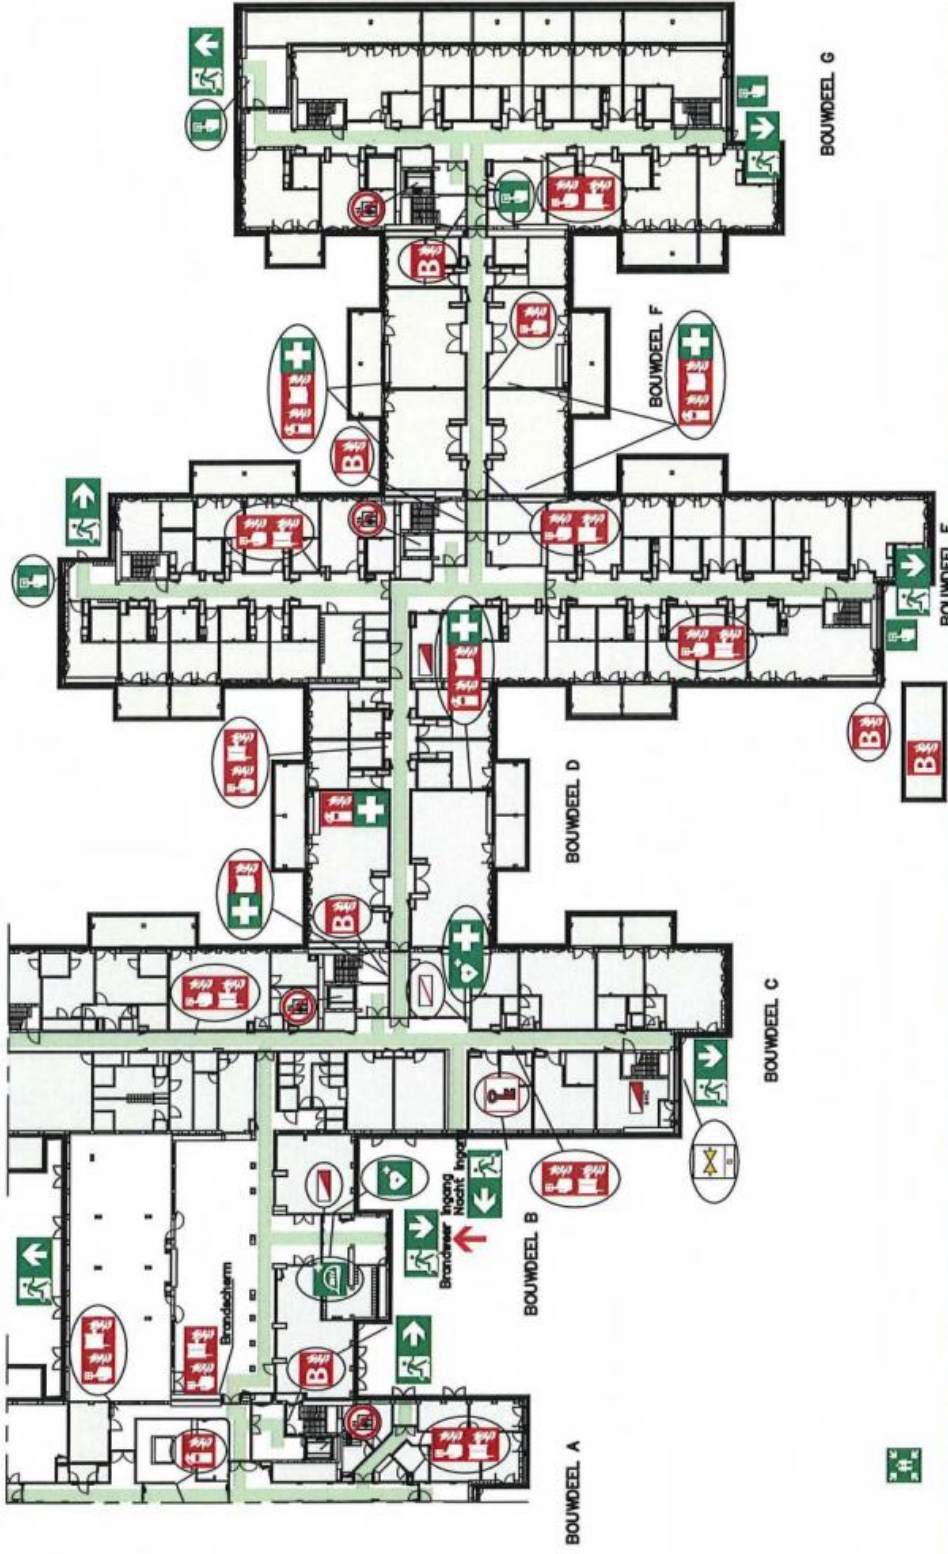 BOUWDEEL G
BOUWDEEL F
BOUWDEEL E
BOUWDEEL D
BOUWDEEL C
BOUWDEEL B
BOUWDEEL A
Brandweer ingang
Nacht ingang
Brandscherm
B
B
B
B
B
B